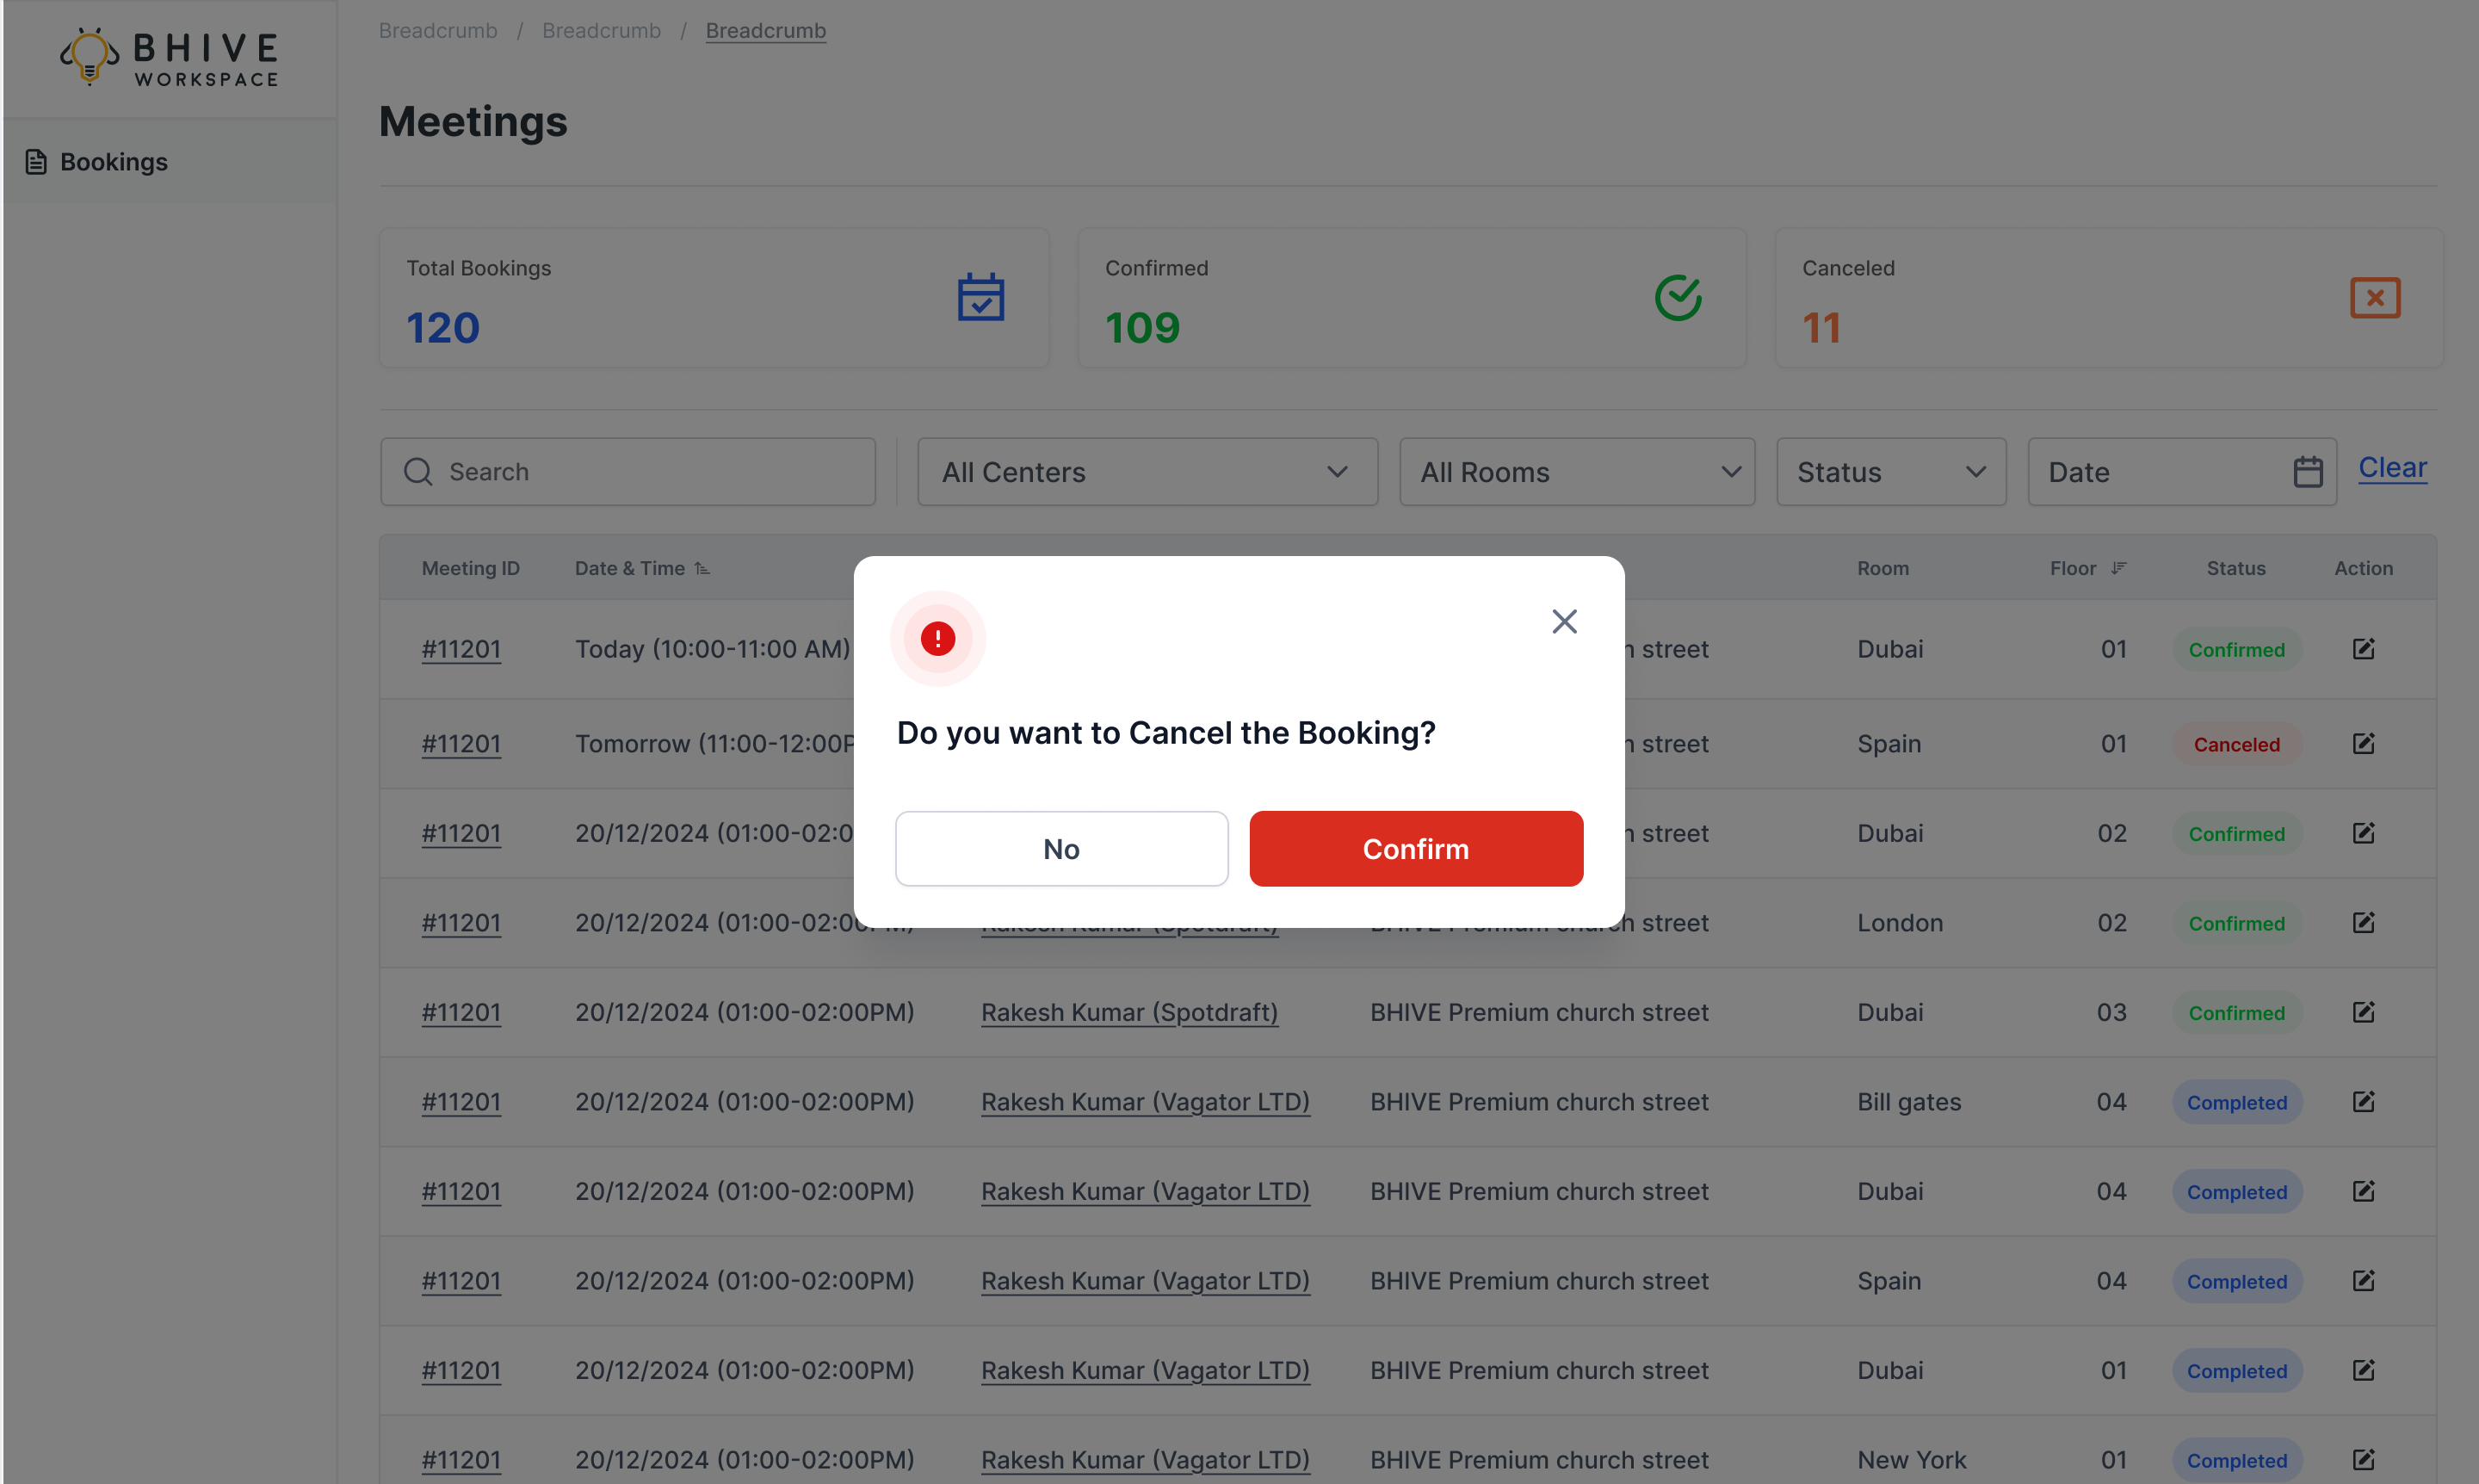 BHIVE
WORKSPACE
Bookings
Breadcrumb / Breadcrumb / Breadcrumb
Meetings
Total Bookings
120
Confirmed
109
Canceled
11
Search
All Centers
All Rooms
Status
Date
Clear
Meeting ID Date & Time Room Floor Status Action
#11201 Today (10:00-11:00 AM) street Dubai 01 Confirmed
#11201 Tomorrow (11:00-12:00P street Spain 01 Canceled
#11201 20/12/2024 (01:00-02:0 street Dubai 02 Confirmed
#11201 20/12/2024 (01:00-02:00PM) Rakesh Kumar (Spotdraft) BHIVE Premium church street London 02 Confirmed
#11201 20/12/2024 (01:00-02:00PM) Rakesh Kumar (Spotdraft) BHIVE Premium church street Dubai 03 Confirmed
#11201 20/12/2024 (01:00-02:00PM) Rakesh Kumar (Vagator LTD) BHIVE Premium church street Bill gates 04 Completed
#11201 20/12/2024 (01:00-02:00PM) Rakesh Kumar (Vagator LTD) BHIVE Premium church street Dubai 04 Completed
#11201 20/12/2024 (01:00-02:00PM) Rakesh Kumar (Vagator LTD) BHIVE Premium church street Spain 04 Completed
#11201 20/12/2024 (01:00-02:00PM) Rakesh Kumar (Vagator LTD) BHIVE Premium church street Dubai 01 Completed
#11201 20/12/2024 (01:00-02:00PM) Rakesh Kumar (Vagator LTD) BHIVE Premium church street New York 01 Completed
Do you want to Cancel the Booking?
No
Confirm